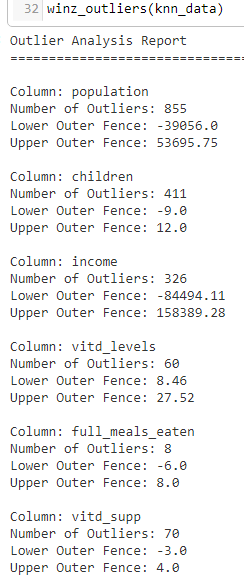 32 winz_outliers(knn_data)
Outlier Analysis Report
==============================
Column: population
Number of Outliers: 855
Lower Outer Fence: -39056.0
Upper Outer Fence: 53695.75
Column: children
Number of Outliers: 411
Lower Outer Fence: -9.0
Upper Outer Fence: 12.0
Column: income
Number of Outliers: 326
Lower Outer Fence: -84494.11
Upper Outer Fence: 158389.28
Column: vitd_levels
Number of Outliers: 60
Lower Outer Fence: 8.46
Upper Outer Fence: 27.52
Column: full_meals_eaten
Number of Outliers: 8
Lower Outer Fence: -6.0
Upper Outer Fence: 8.0
Column: vitd_supp
Number of Outliers: 70
Lower Outer Fence: -3.0
Upper Outer Fence: 4.0